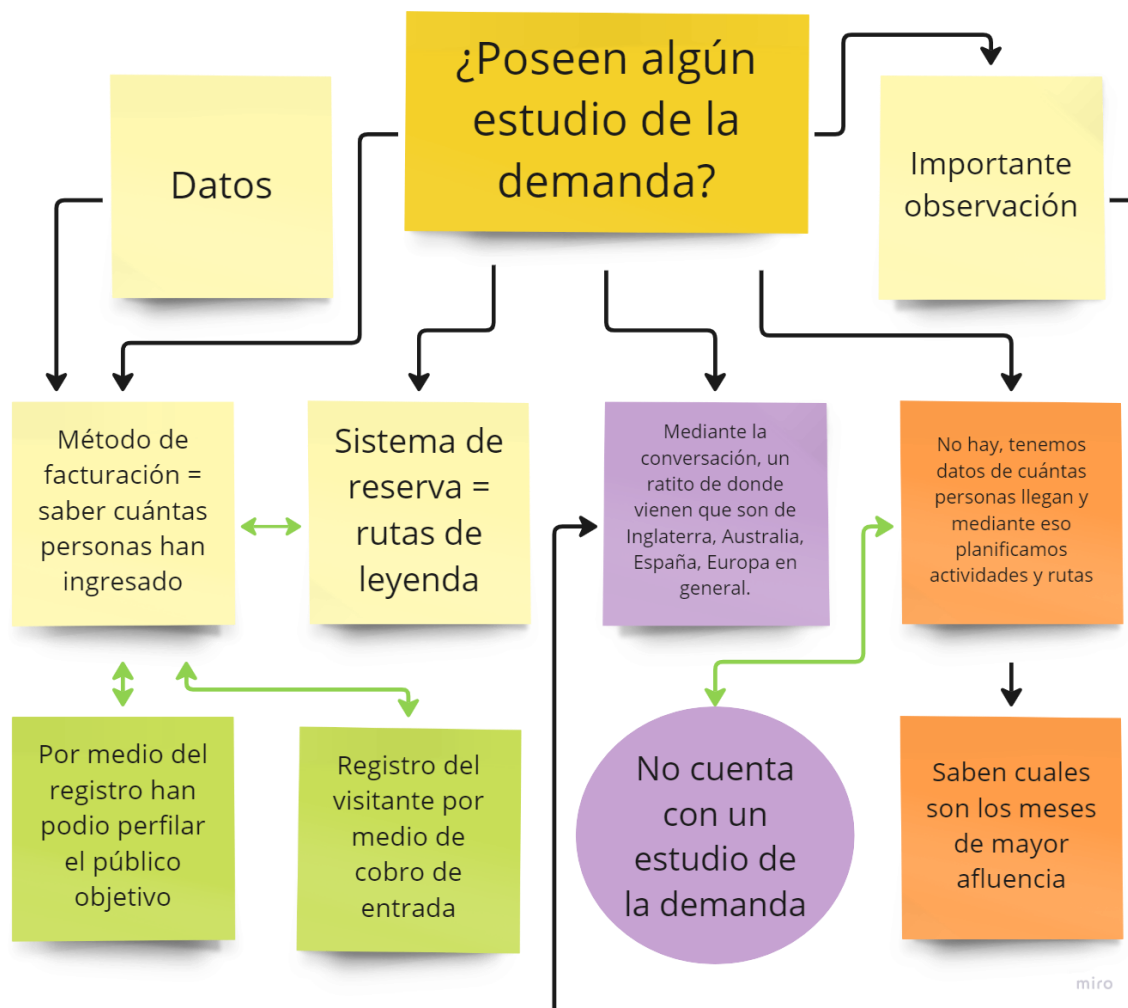 ¿Poseen algún
estudio de la
demanda?
Datos
Importante
observación
Método de
facturación =
saber cuántas
personas han
ingresado
Sistema de
reserva =
rutas de
leyenda
Mediante la
conversación, un
ratito de donde
vienen que son de
Inglaterra, Australia,
España, Europa en
general.
No hay, tenemos
datos de cuántas
personas llegan y
mediante eso
planificamos
actividades y rutas
Por medio del
registro han
podio perfilar
el público
objetivo
Registro del
visitante por
medio de
cobro de
entrada
No cuenta
con un
estudio de
la demanda
Saben cuales
son los meses
de mayor
afluencia
miro